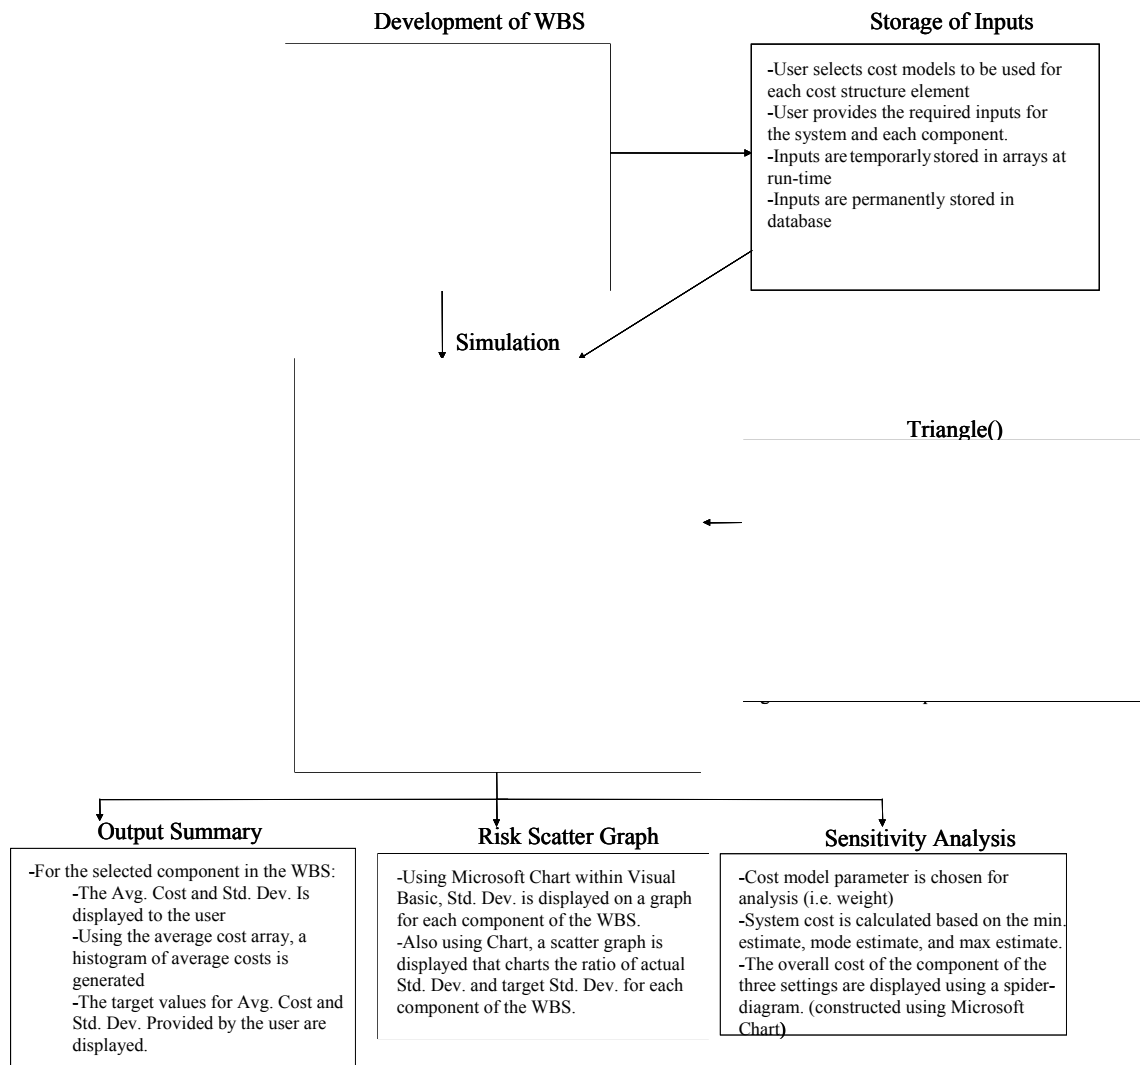 Development of WBS
Storage of Inputs
-User selects cost models to be used for
each cost structure element
-User provides the required inputs for
the system and each component.
-Inputs are temporarly stored in arrays at
run-time
-Inputs are permanently stored in
database
Simulation
Triangle()
Output Summary
-For the selected component in the WBS:
-The Avg. Cost and Std. Dev. Is
displayed to the user
-Using the average cost array, a
histogram of average costs is
generated
-The target values for Avg. Cost and
Std. Dev. Provided by the user are
displayed.
Risk Scatter Graph
-Using Microsoft Chart within Visual
Basic, Std. Dev. is displayed on a graph
for each component of the WBS.
-Also using Chart, a scatter graph is
displayed that charts the ratio of actual
Std. Dev. and target Std. Dev. for each
component of the WBS.
Sensitivity Analysis
-Cost model parameter is chosen for
analysis (i.e. weight)
-System cost is calculated based on the min.
estimate, mode estimate, and max estimate.
-The overall cost of the component of the
three settings are displayed using a spider-
diagram. (constructed using Microsoft
Chart)